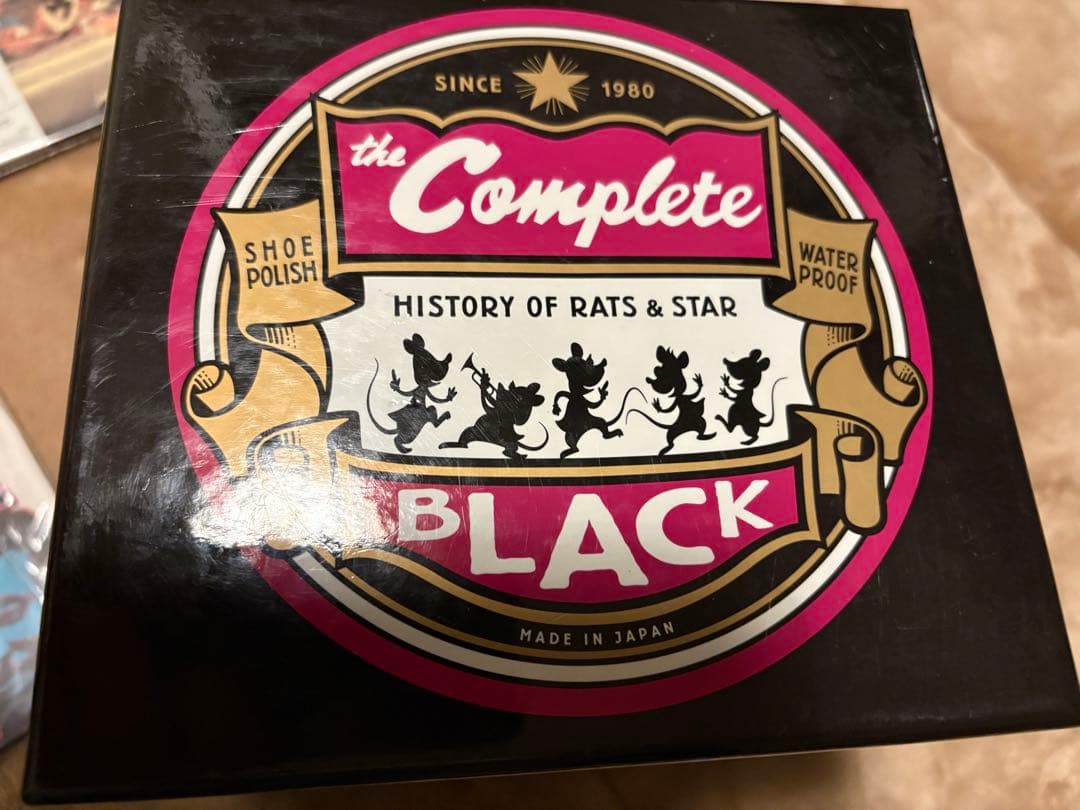 SINCE 1980
the Complete
SHOE POLISH
WATER PROOF
HISTORY OF RATS & STAR
BLACK
MADE IN JAPAN